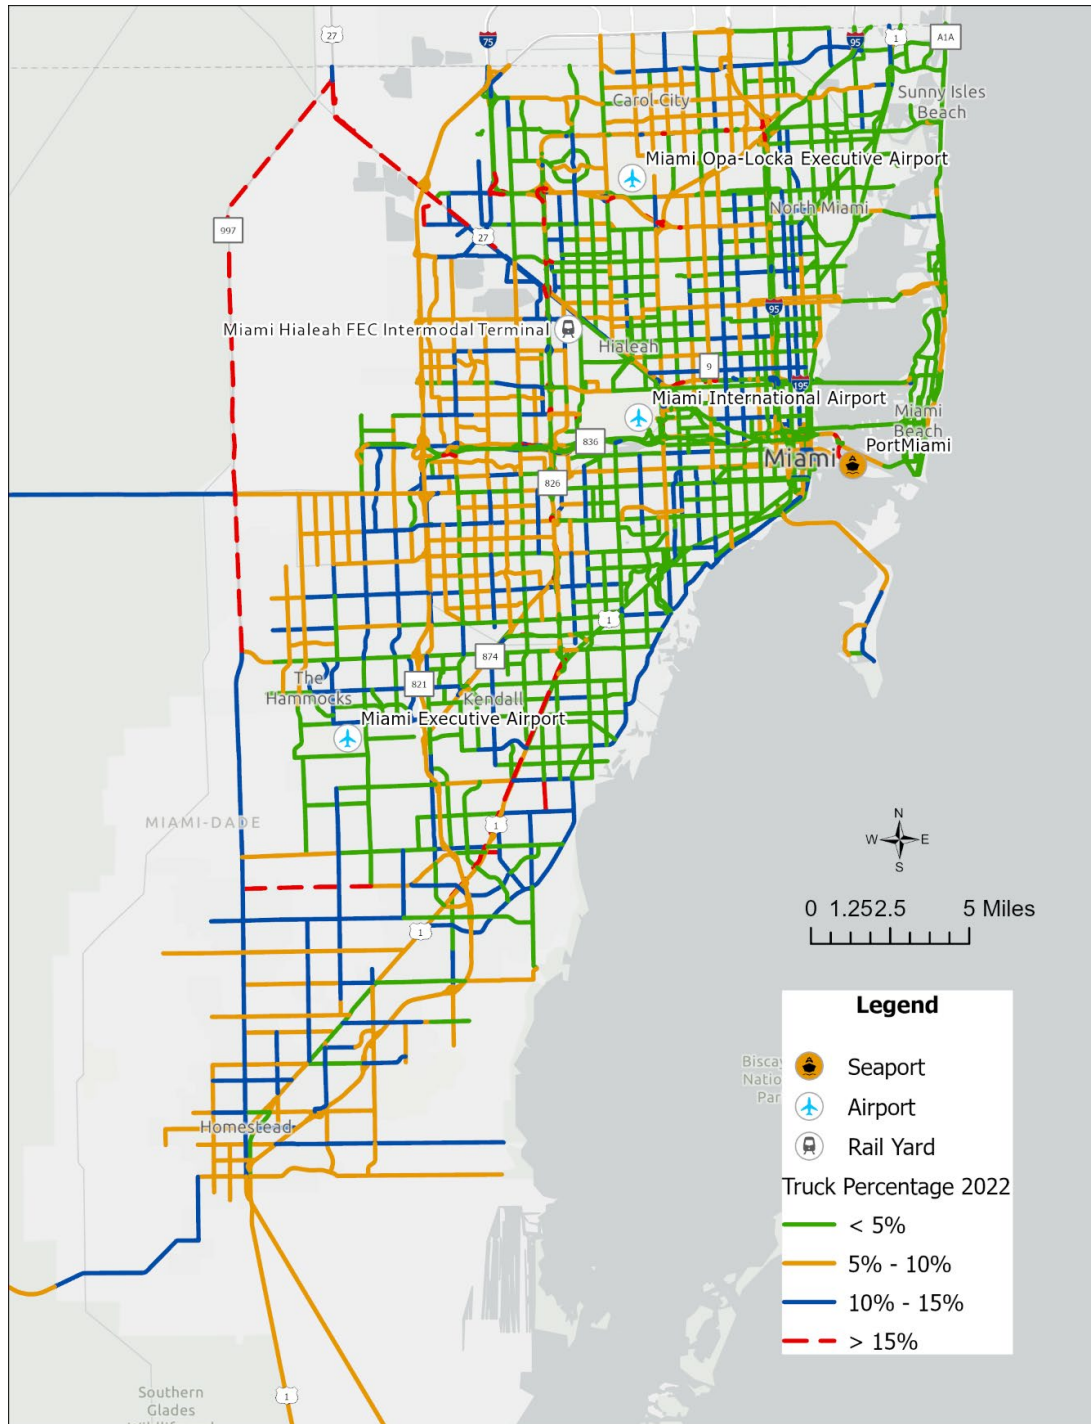 27
75
95
1
A1A
Carol City
Sunny Isles
Beach
Miami Opa-Locka Executive Airport
North Miami
997
27
95
Miami Hialeah FEC Intermodal Terminal
Hialeah
9
195
Miami International Airport
Miami
Beach
836
PortMiami
Miami
826
1
874
The
Hammocks
821
Kendall
Miami Executive Airport
MIAMI-DADE
1
N
W
E
S
0 1.25 2.5 5 Miles
1
Legend
Seaport
Airport
Rail Yard
Truck Percentage 2022
< 5%
5% - 10%
10% - 15%
> 15%
Homestead
Southern
Glades
1